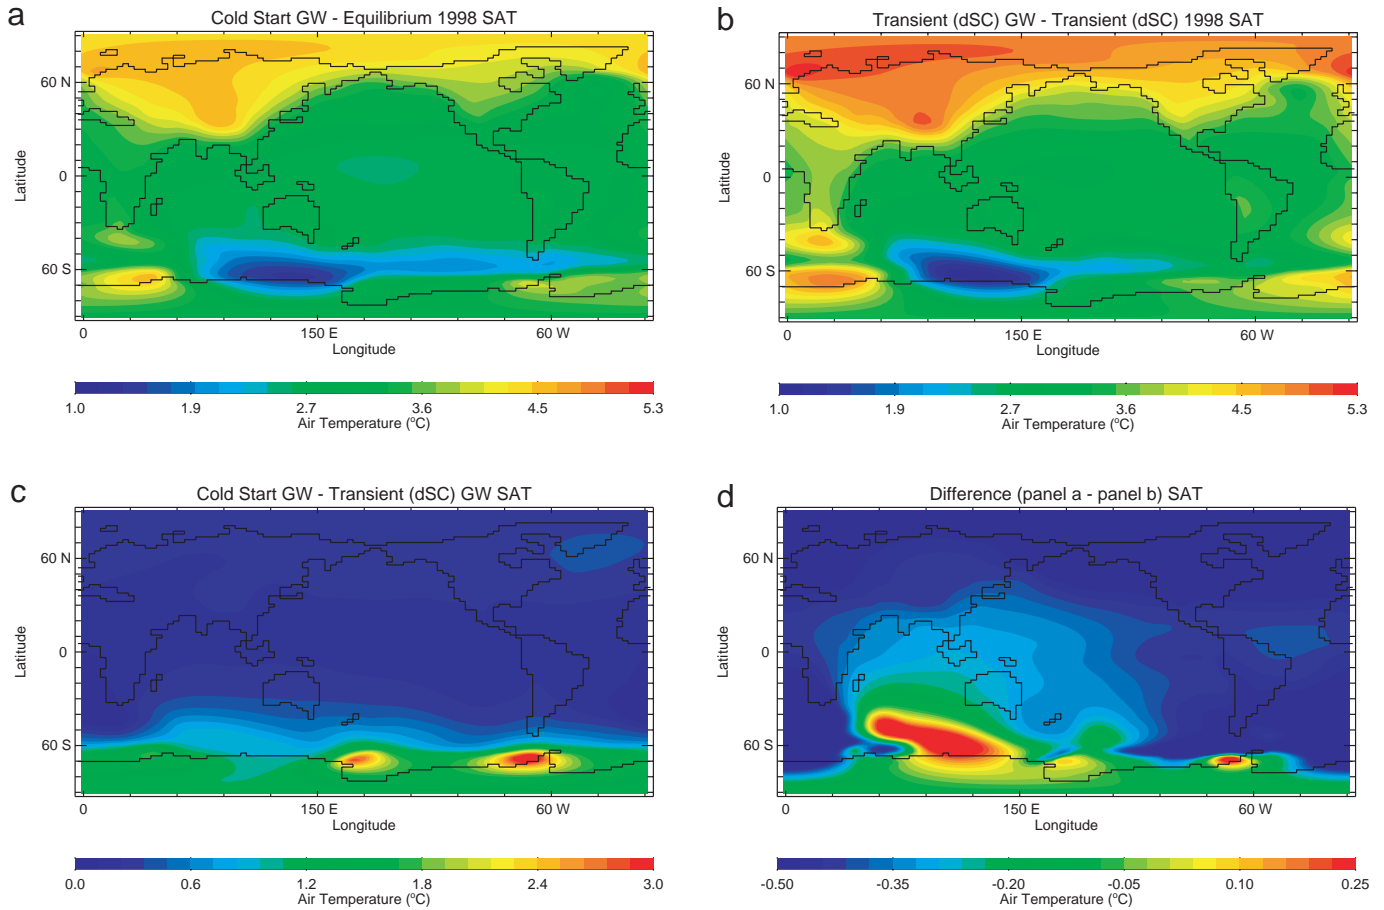 a
Cold Start GW - Equilibrium 1998 SAT
60 N
0
60 S
Latitude
0
150 E
60 W
Longitude
1.0
1.9
2.7
3.6
4.5
5.3
Air Temperature (°C)
b
Transient (dSC) GW - Transient (dSC) 1998 SAT
60 N
0
60 S
Latitude
0
150 E
60 W
Longitude
1.0
1.9
2.7
3.6
4.5
5.3
Air Temperature (°C)
c
Cold Start GW - Transient (dSC) GW SAT
60 N
0
60 S
Latitude
0
150 E
60 W
Longitude
0.0
0.6
1.2
1.8
2.4
3.0
Air Temperature (°C)
d
Difference (panel a - panel b) SAT
60 N
0
60 S
Latitude
0
150 E
60 W
Longitude
-0.50
-0.35
-0.20
-0.05
0.10
0.25
Air Temperature (°C)